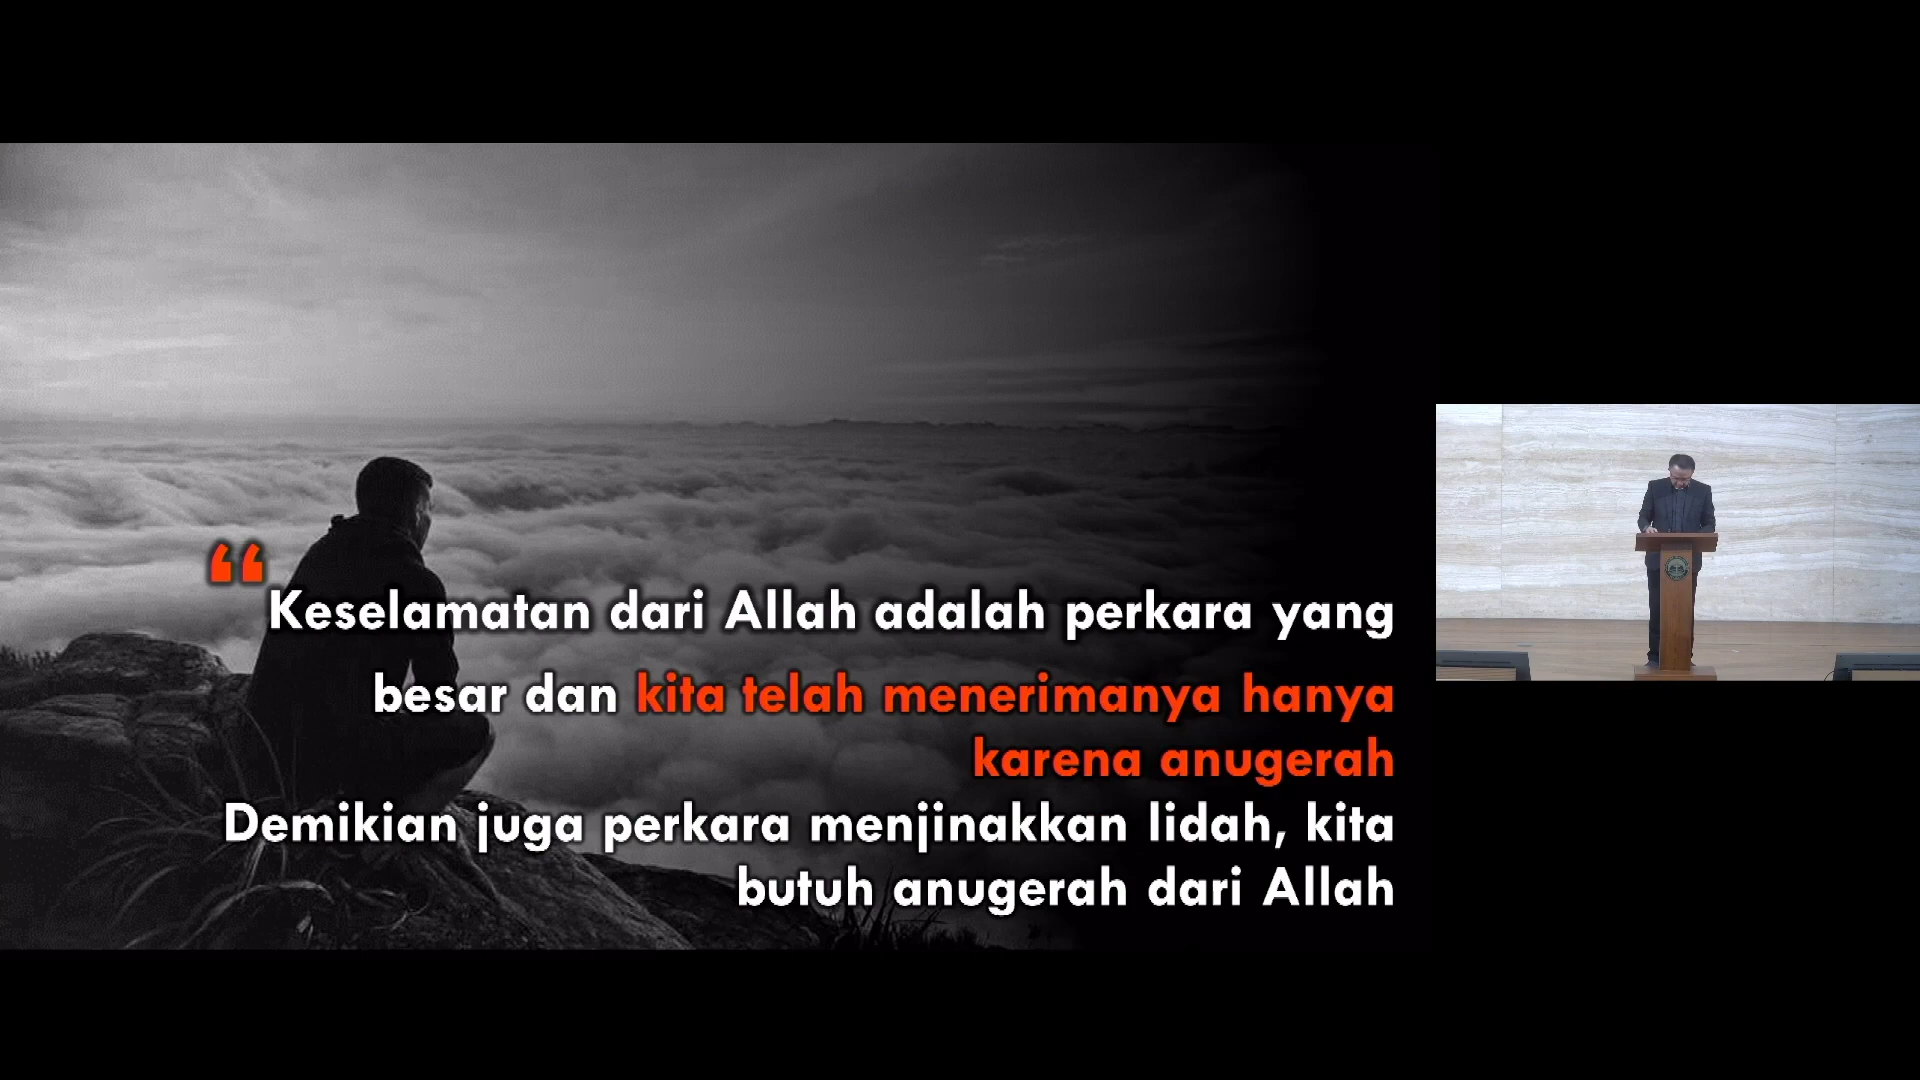 “Keselamatan dari Allah adalah perkara yang
besar dan kita telah menerimanya hanya
karena anugerah
Demikian juga perkara menjinakkan lidah, kita
butuh anugerah dari Allah